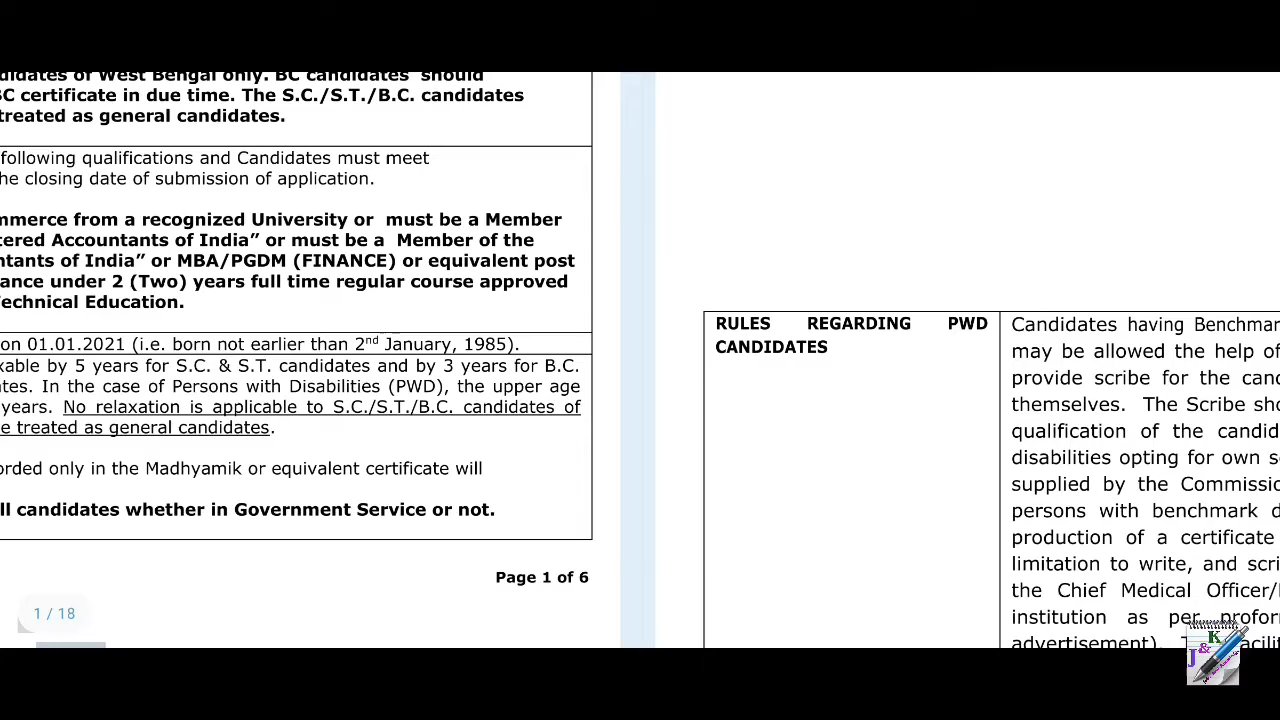 didates of West Bengal only. BC candidates should
BC certificate in due time. The S.C./S.T./B.C. candidates
treated as general candidates.
following qualifications and Candidates must meet
he closing date of submission of application.
mmerce from a recognized University or must be a Member
tered Accountants of India” or must be a Member of the
ntants of India” or MBA/PGDM (FINANCE) or equivalent post
ance under 2 (Two) years full time regular course approved
Technical Education.
on 01.01.2021 (i.e. born not earlier than 2nd January, 1985).
xable by 5 years for S.C. & S.T. candidates and by 3 years for B.C.
ates. In the case of Persons with Disabilities (PWD), the upper age
years. No relaxation is applicable to S.C./S.T./B.C. candidates of
e treated as general candidates.
orded only in the Madhyamik or equivalent certificate will
ll candidates whether in Government Service or not.
Page 1 of 6
1 / 18
RULES REGARDING PWD
CANDIDATES
Candidates having Benchmar
may be allowed the help of
provide scribe for the cand
themselves. The Scribe sho
qualification of the candid
disabilities opting for own s
supplied by the Commissio
persons with benchmark d
production of a certificate
limitation to write, and scri
the Chief Medical Officer/
institution as per profor
advertisement). acili
J&K